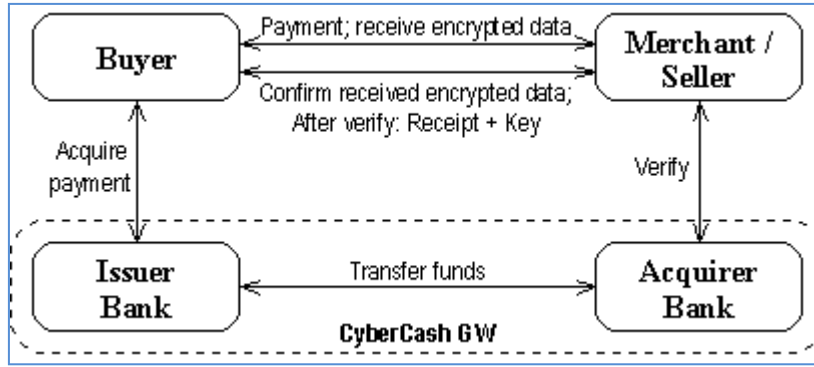 Buyer
Payment; receive encrypted data
Merchant /
Seller
Confirm received encrypted data;
After verify: Receipt + Key
Acquire
payment
Verify
Issuer
Bank
Transfer funds
Acquirer
Bank
CyberCash GW